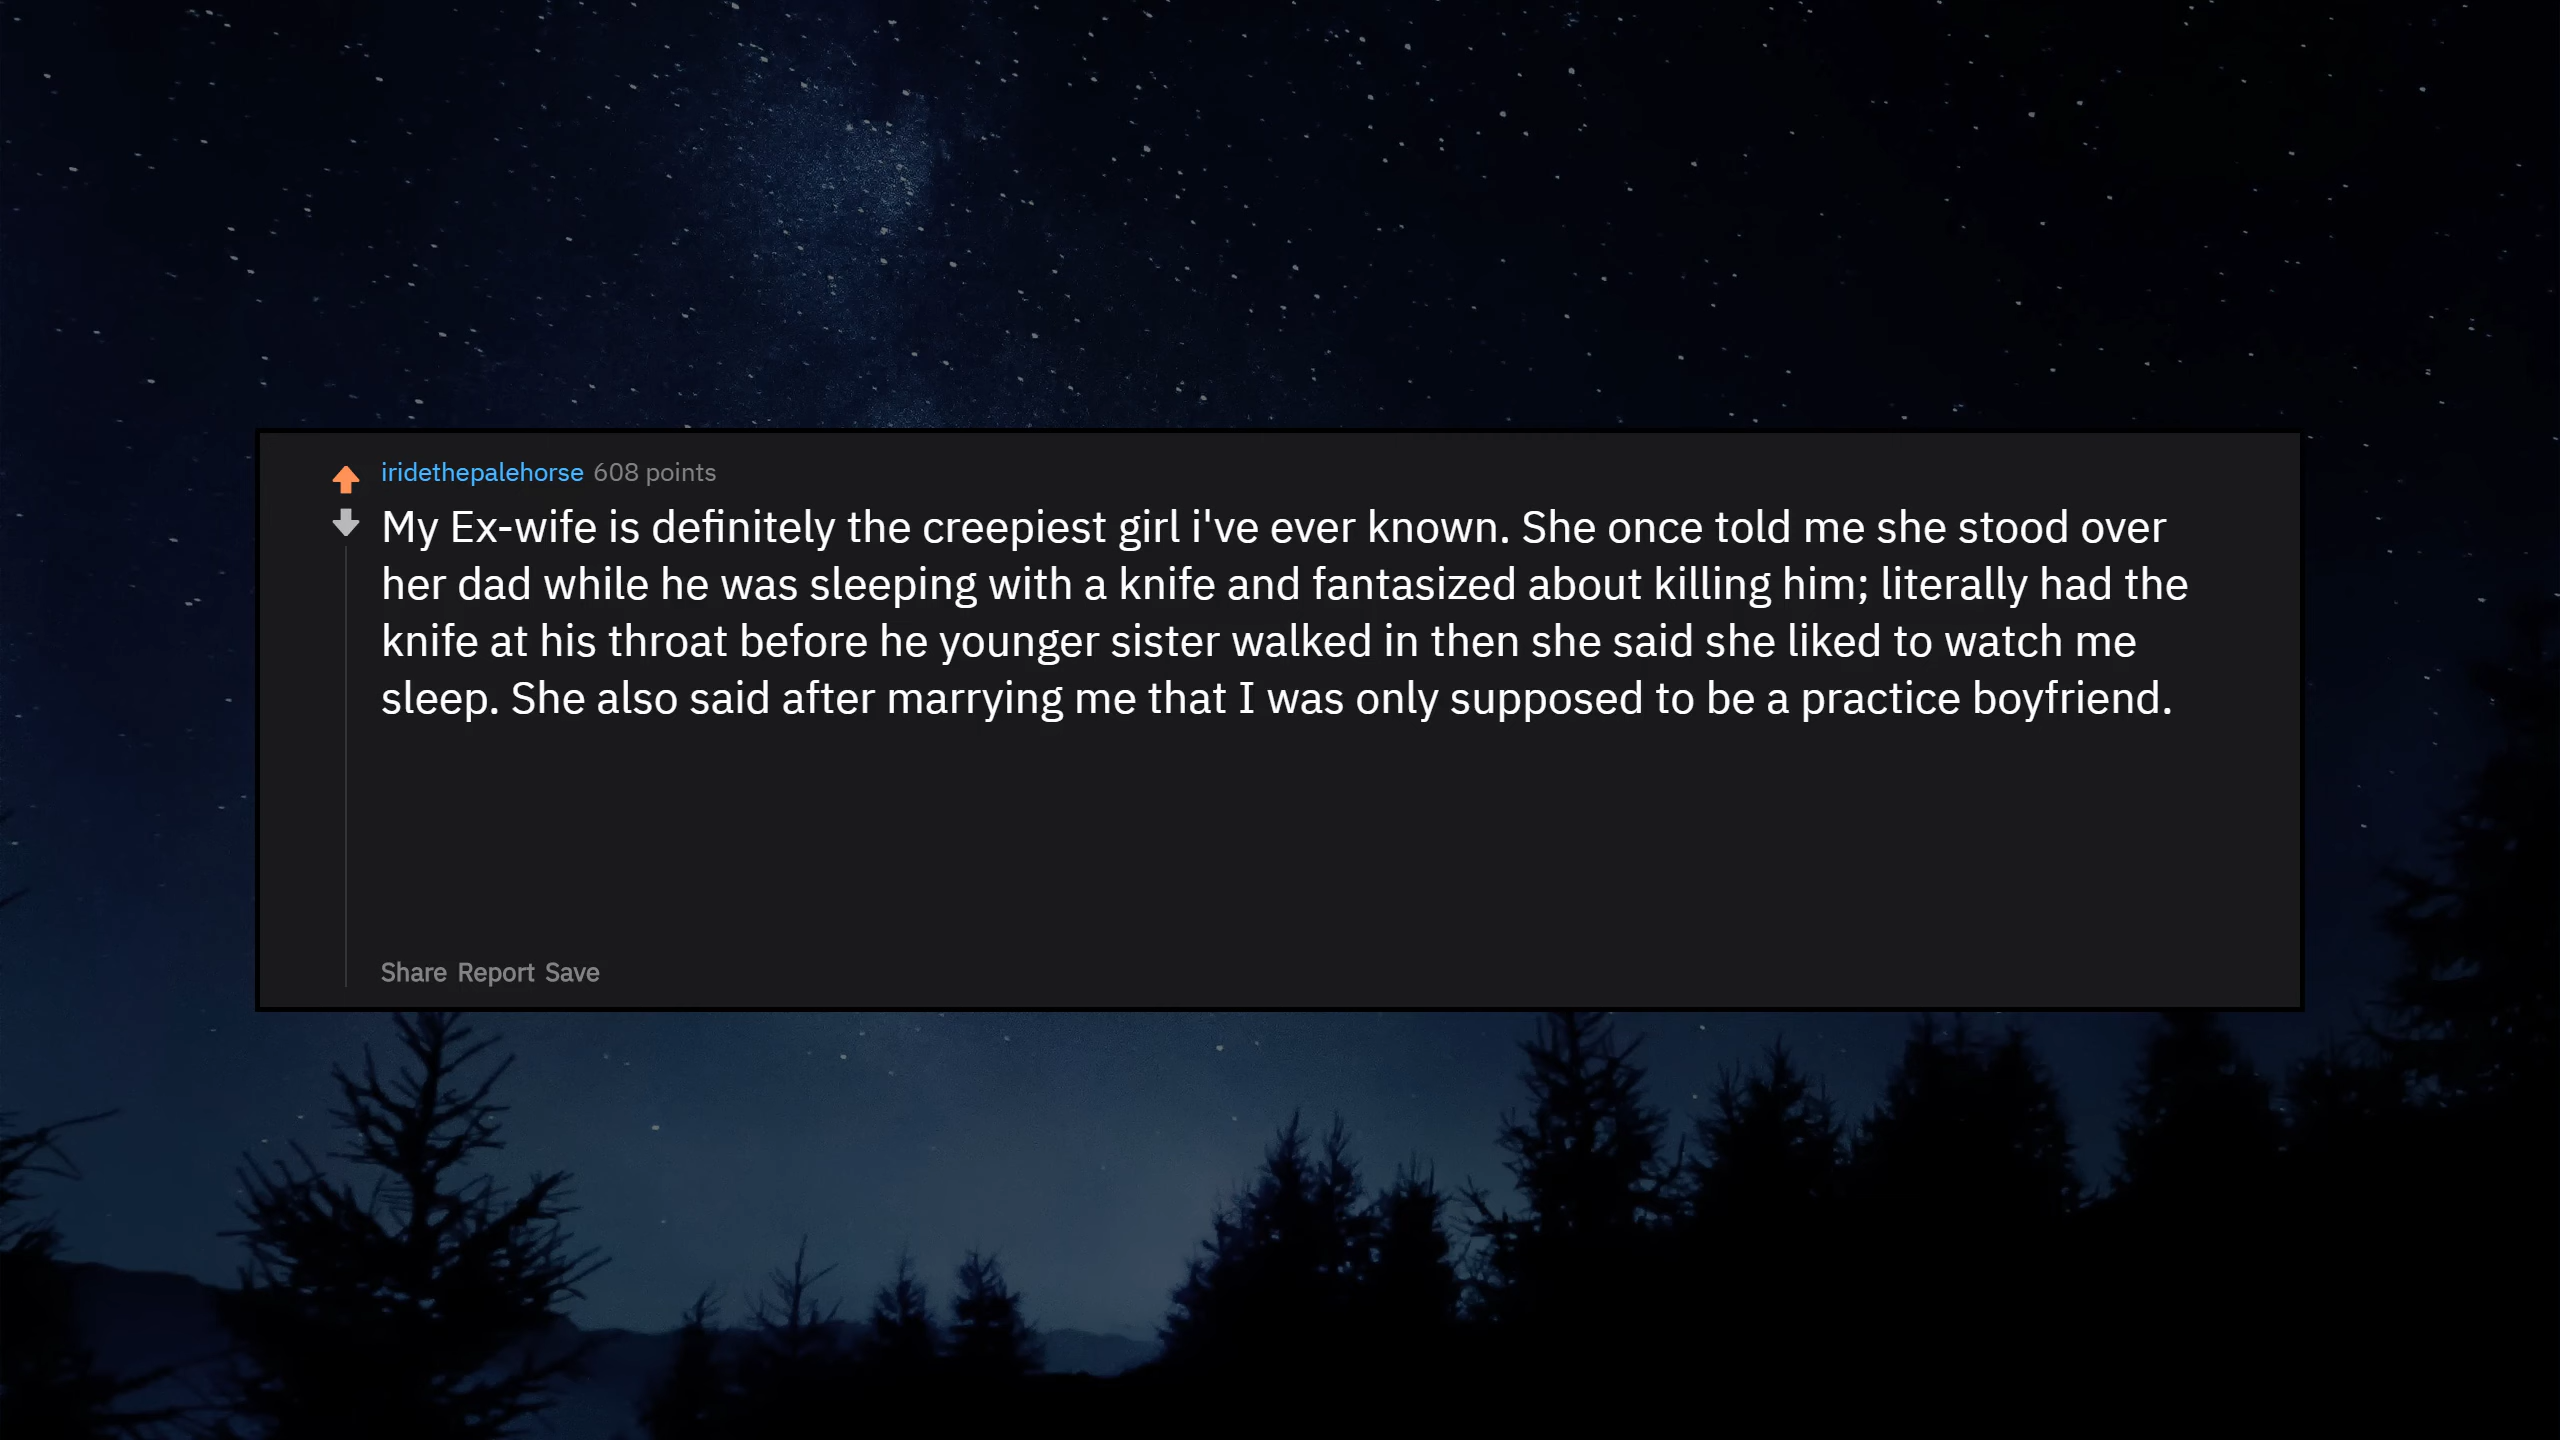 iridethepalehorse 608 points
My Ex-wife is definitely the creepiest girl i've ever known. She once told me she stood over
her dad while he was sleeping with a knife and fantasized about killing him; literally had the
knife at his throat before he younger sister walked in then she said she liked to watch me
sleep. She also said after marrying me that I was only supposed to be a practice boyfriend.
Share Report Save